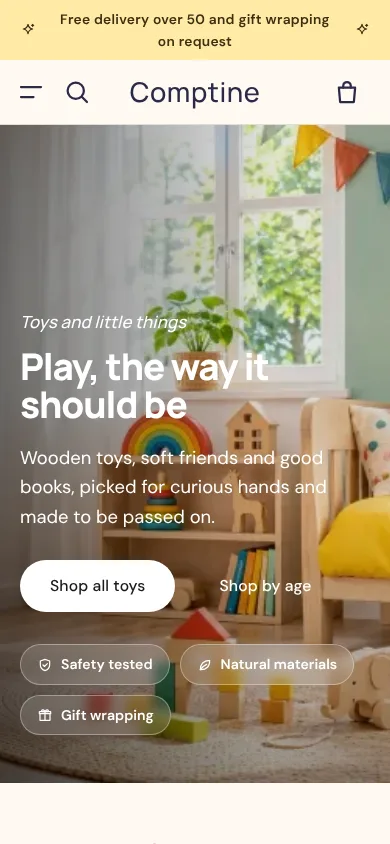 Free delivery over 50 and gift wrapping
on request
Comptine
Toys and little things
Play, the way it
should be
Wooden toys, soft friends and good
books, picked for curious hands and
made to be passed on.
Shop all toys
Shop by age
Safety tested
Natural materials
Gift wrapping